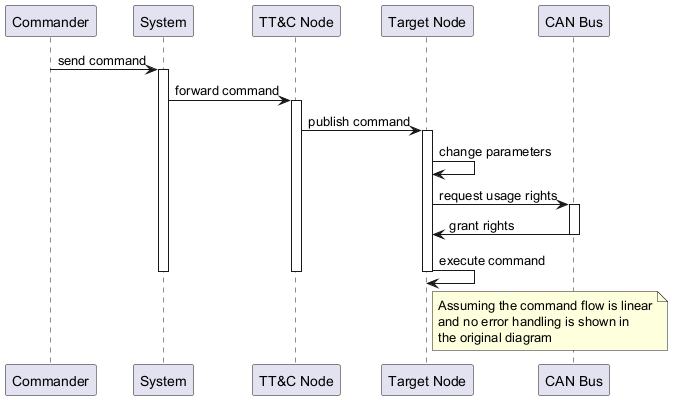 Commander
System
TT&C Node
Target Node
CAN Bus
send command
forward command
publish command
change parameters
request usage rights
grant rights
execute command
Assuming the command flow is linear
and no error handling is shown in
the original diagram
Commander
System
TT&C Node
Target Node
CAN Bus